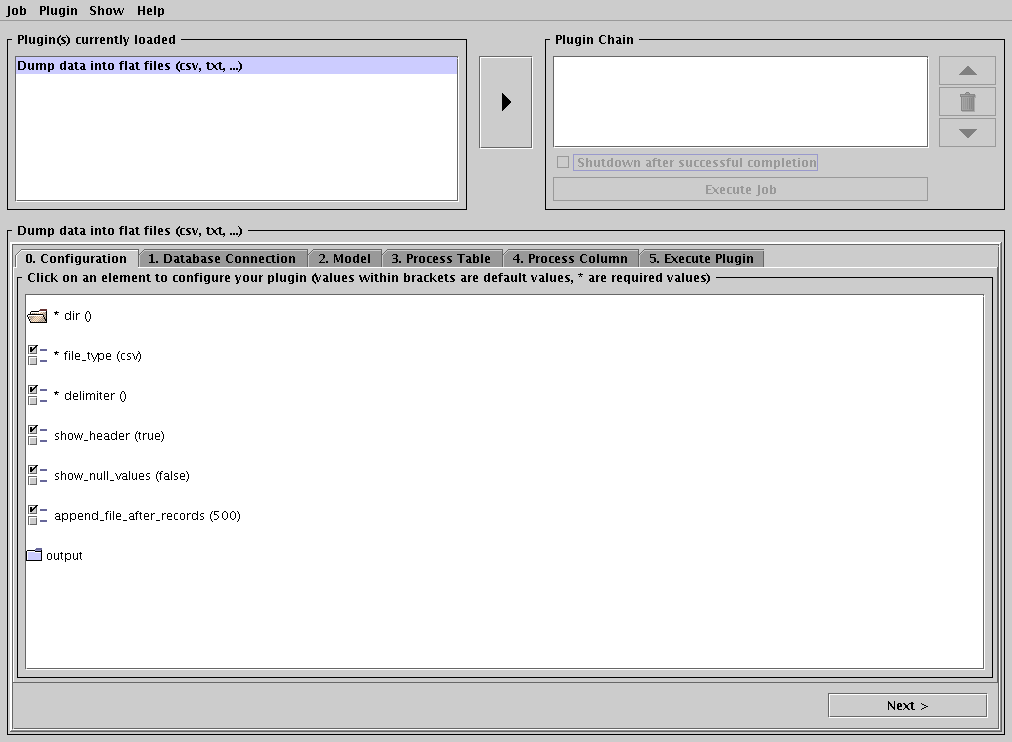 Job Plugin Show Help
Plugin(s) currently loaded
Dump data into flat files (csv, txt, ...)
Plugin Chain
Shutdown after successful completion
Execute Job
Dump data into flat files (csv, txt, ...)
0. Configuration 1. Database Connection 2. Model 3. Process Table 4. Process Column 5. Execute Plugin
Click on an element to configure your plugin (values within brackets are default values, * are required values)
* dir ()
* file_type (csv)
* delimiter ()
show_header (true)
show_null_values (false)
append_file_after_records (500)
output
Next >